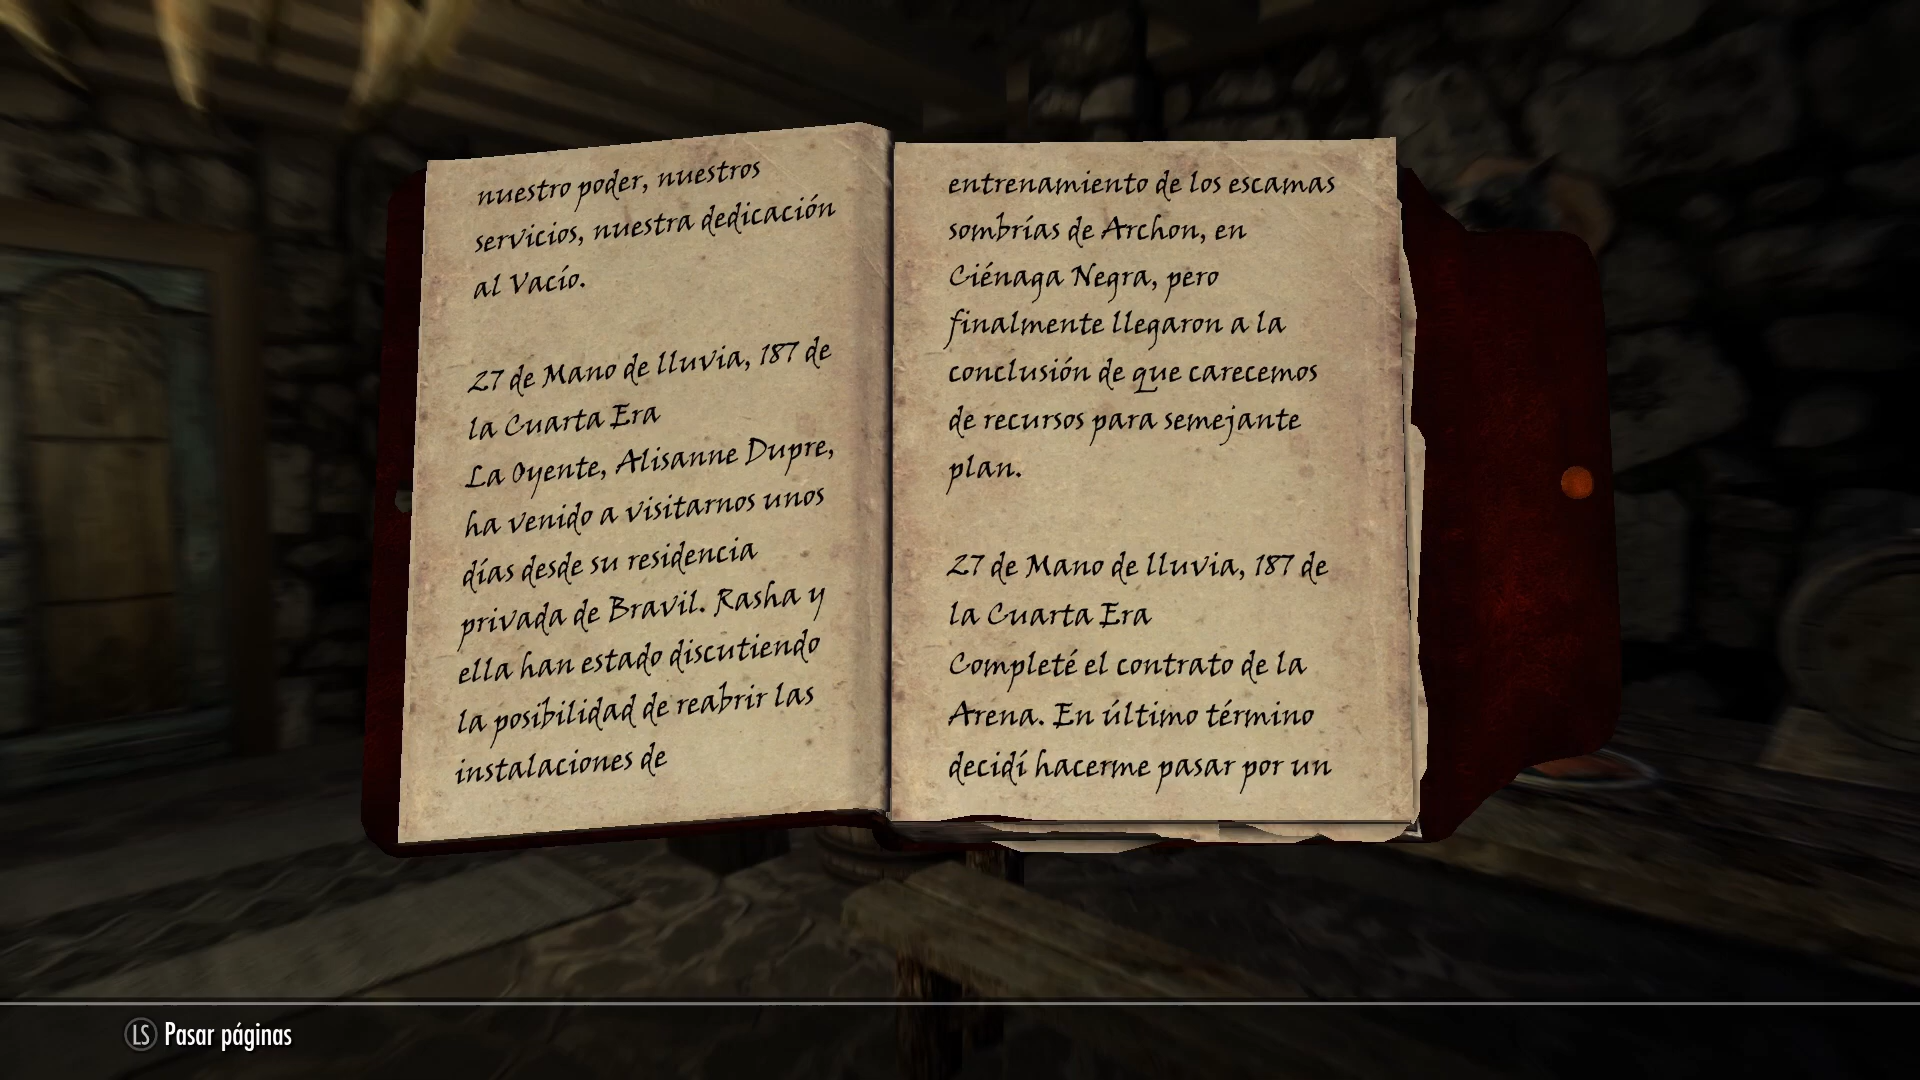 nuestro poder, nuestros
servicios, nuestra dedicación
al Vacío.
27 de Mano de lluvia, 187 de
la Cuarta Era
La Oyente, Alisanne Dupre,
ha venido a visitarnos unos
días desde su residencia
privada de Bravil. Rasha y
ella han estado discutiendo
la posibilidad de reabrir las
instalaciones de
entrenamiento de los escamas
sombrías de Archon, en
Ciénaga Negra, pero
finalmente llegaron a la
conclusión de que carecemos
de recursos para semejante
plan.
27 de Mano de lluvia, 187 de
la Cuarta Era
Completé el contrato de la
Arena. En último término
decidí hacerme pasar por un
LS Pasar páginas